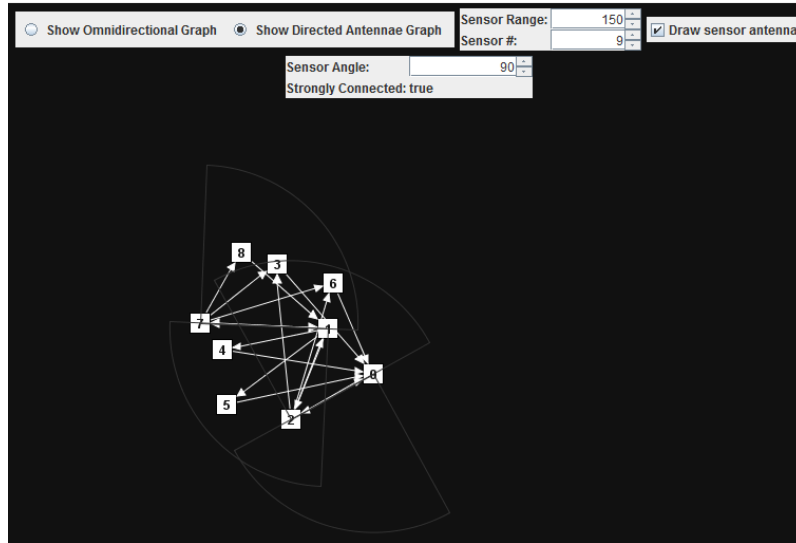 Show Omnidirectional Graph
Show Directed Antennae Graph
Sensor Range: 150
Sensor #: 9
Draw sensor antenna
Sensor Angle: 90
Strongly Connected: true
8
3
6
7
1
4
0
5
2